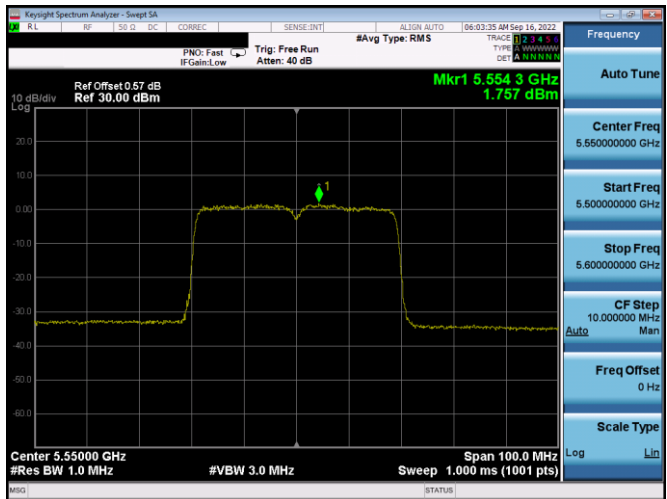 Keysight Spectrum Analyzer - Swept SA
RL RF 50 Ω DC CORREC SENSE:INT ALIGN AUTO 06:03:35 AM Sep 16, 2022
#Avg Type: RMS
TRACE 1 2 3 4 5 6
TYPE A WWWWW
DET A N N N N N
PNO: Fast Trig: Free Run
IFGain:Low Atten: 40 dB
Ref Offset 0.57 dB
10 dB/div Ref 30.00 dBm
Log
Mkr1 5.554 3 GHz
1.757 dBm
20.0
10.0
0.00
-10.0
-20.0
-30.0
-40.0
-50.0
-60.0
1
Center 5.55000 GHz Span 100.0 MHz
#Res BW 1.0 MHz #VBW 3.0 MHz Sweep 1.000 ms (1001 pts)
MSG STATUS
Frequency
Auto Tune
Center Freq
5.550000000 GHz
Start Freq
5.500000000 GHz
Stop Freq
5.600000000 GHz
CF Step
10.000000 MHz
Auto Man
Freq Offset
0 Hz
Scale Type
Log Lin